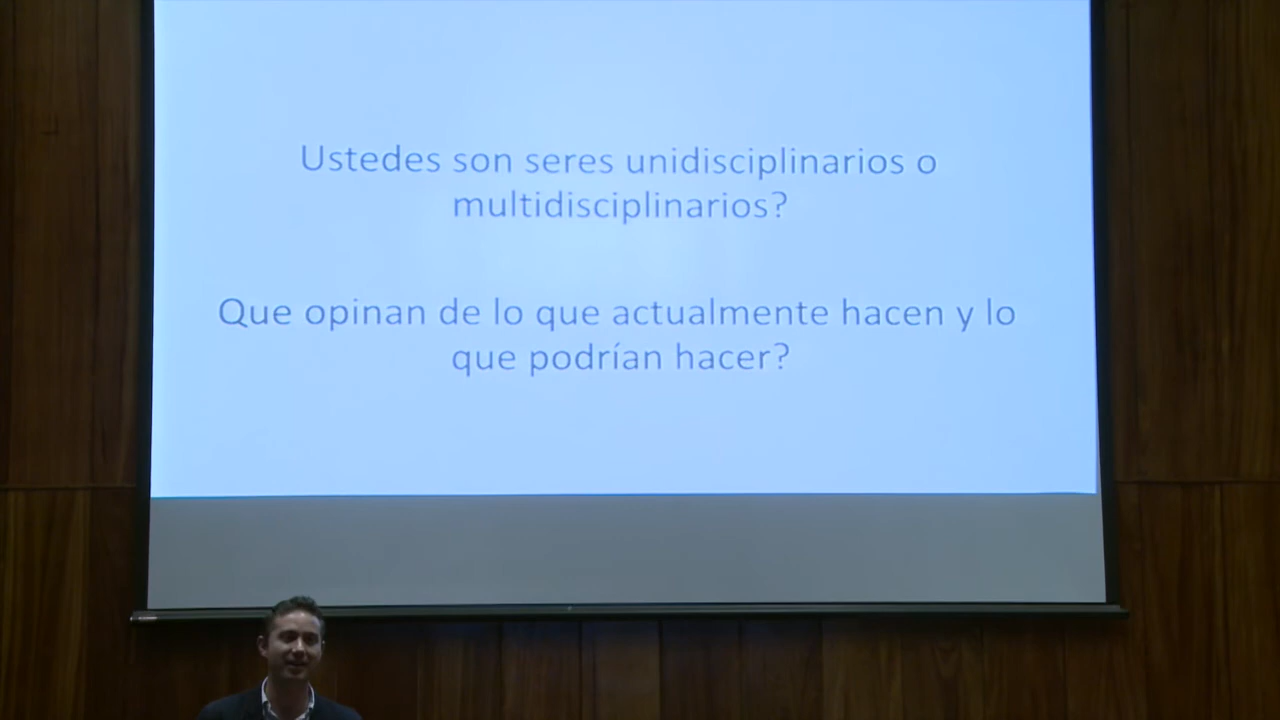 Ustedes son seres unidisciplinarios o
multidisciplinarios?
Que opinan de lo que actualmente hacen y lo
que podrían hacer?